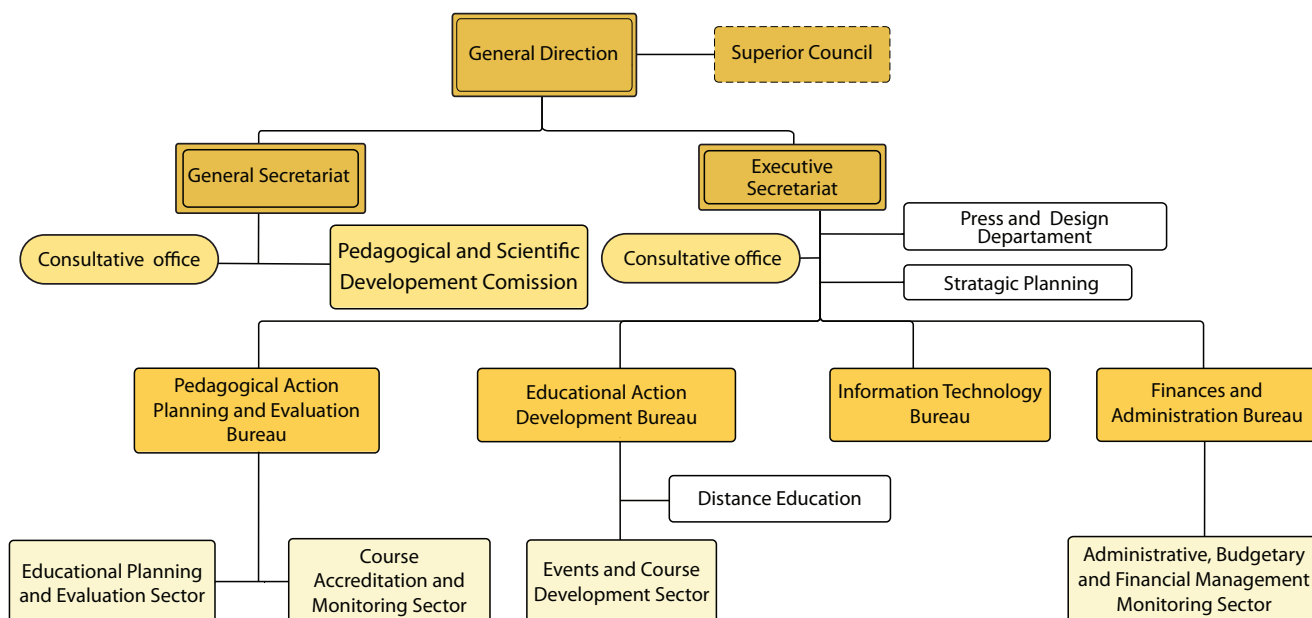 General Direction
Superior Council
General Secretariat
Executive
Secretariat
Press and Design
Departament
Consultative office
Pedagogical and Scientific
Developement Comission
Consultative office
Stratagic Planning
Pedagogical Action
Planning and Evaluation
Bureau
Educational Action
Development Bureau
Information Technology
Bureau
Finances and
Administration Bureau
Distance Education
Educational Planning
and Evaluation Sector
Course
Accreditation and
Monitoring Sector
Events and Course
Development Sector
Administrative, Budgetary
and Financial Management
Monitoring Sector